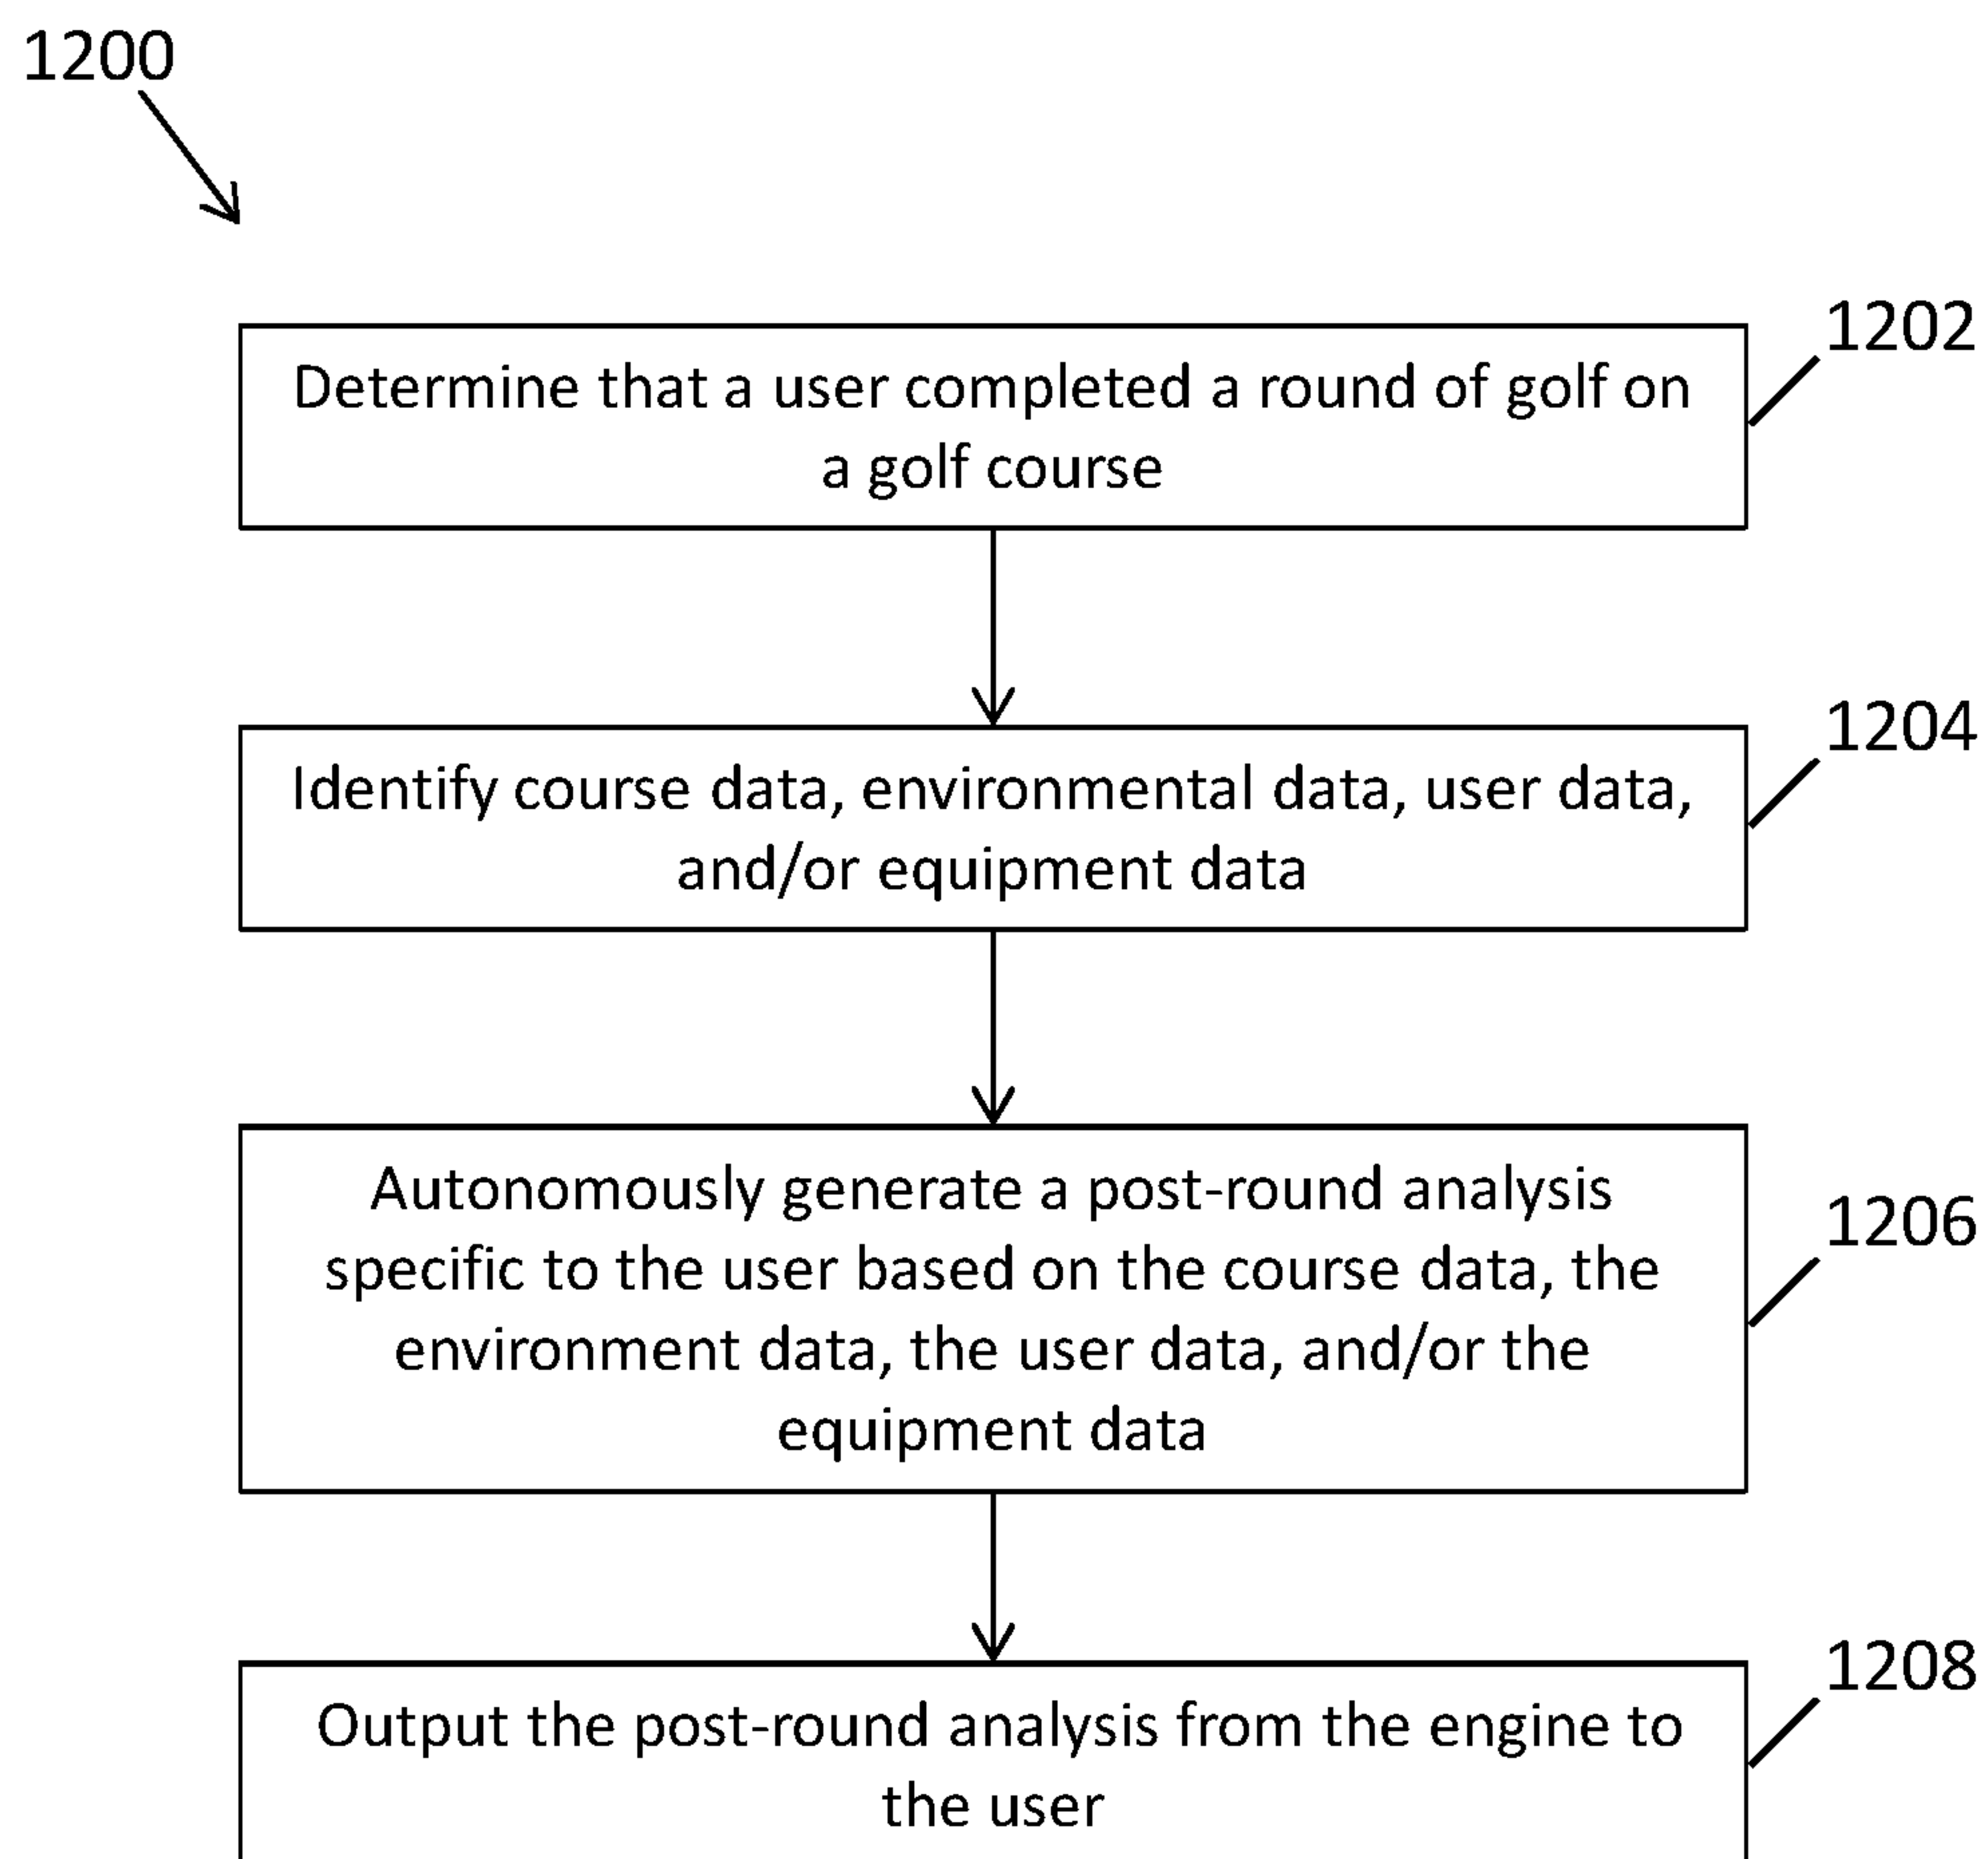 1200
1202
Determine that a user completed a round of golf on
a golf course
1204
Identify course data, environmental data, user data,
and/or equipment data
1206
Autonomously generate a post-round analysis
specific to the user based on the course data, the
environment data, the user data, and/or the
equipment data
1208
Output the post-round analysis from the engine to
the user